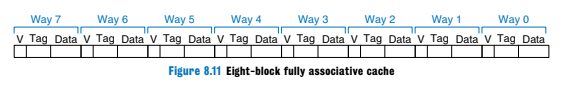 Way 7 Way 6 Way 5 Way 4 Way 3 Way 2 Way 1 Way 0
V Tag Data V Tag Data V Tag Data V Tag Data V Tag Data V Tag Data V Tag Data V Tag Data
Figure 8.11 Eight-block fully associative cache